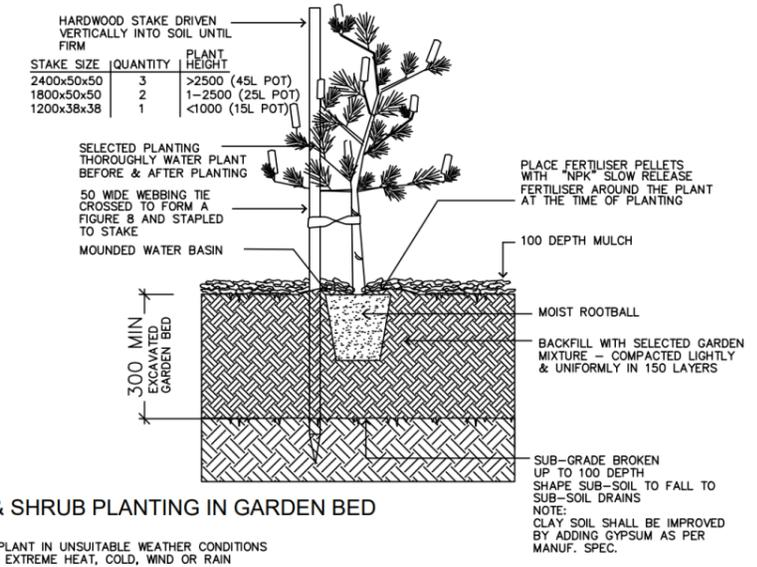 HARDWOOD STAKE DRIVEN
VERTICALLY INTO SOIL UNTIL
FIRM
STAKE SIZE QUANTITY PLANT HEIGHT
2400x50x50 3 >2500 (45L POT)
1800x50x50 2 1-2500 (25L POT)
1200x38x38 1 <1000 (15L POT)
SELECTED PLANTING
THOROUGHLY WATER PLANT
BEFORE & AFTER PLANTING
50 WIDE WEBBING TIE
CROSSED TO FORM A
FIGURE 8 AND STAPLED
TO STAKE
MOUNDED WATER BASIN
PLACE FERTILISER PELLETS
WITH "NPK" SLOW RELEASE
FERTILISER AROUND THE PLANT
AT THE TIME OF PLANTING
100 DEPTH MULCH
MOIST ROOTBALL
BACKFILL WITH SELECTED GARDEN
MIXTURE – COMPACTED LIGHTLY
& UNIFORMLY IN 150 LAYERS
300 MIN
EXCAVATED
GARDEN BED
SUB-GRADE BROKEN
UP TO 100 DEPTH
SHAPE SUB-SOIL TO FALL TO
SUB-SOIL DRAINS
NOTE:
CLAY SOIL SHALL BE IMPROVED
BY ADDING GYPSUM AS PER
MANUF. SPEC.
& SHRUB PLANTING IN GARDEN BED
PLANT IN UNSUITABLE WEATHER CONDITIONS
EXTREME HEAT, COLD, WIND OR RAIN